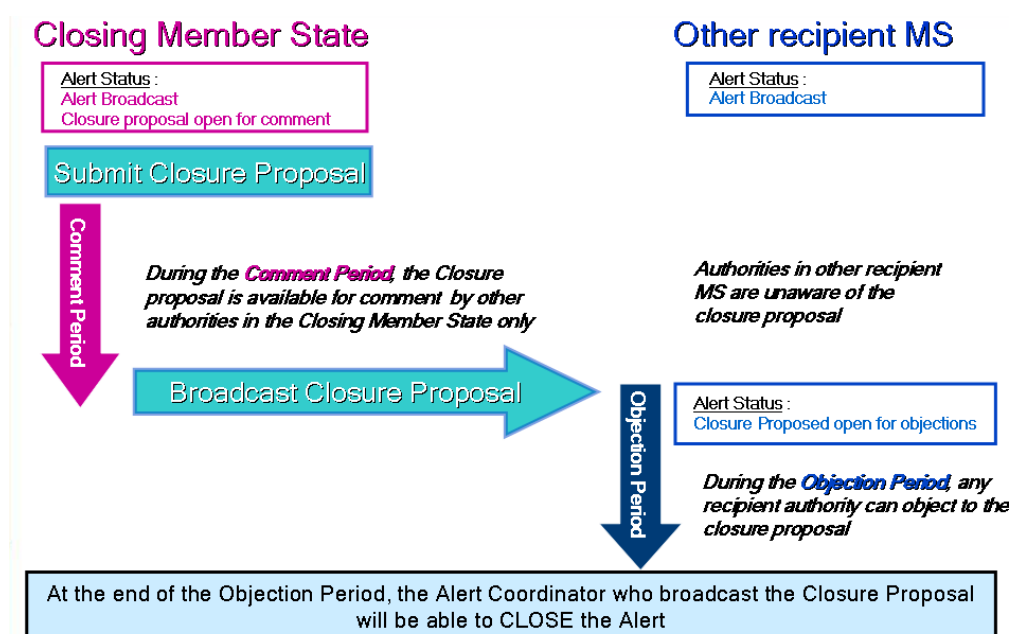 Closing Member State
Other recipient MS
Alert Status :
Alert Broadcast
Closure proposal open for comment
Alert Status :
Alert Broadcast
Submit Closure Proposal
Comment Period
During the Comment Period, the Closure
proposal is available for comment by other
authorities in the Closing Member State only
Authorities in other recipient
MS are unaware of the
closure proposal
Broadcast Closure Proposal
Objection Period
Alert Status :
Closure Proposed open for objections
During the Objection Period, any
recipient authority can object to the
closure proposal
At the end of the Objection Period, the Alert Coordinator who broadcast the Closure Proposal
will be able to CLOSE the Alert